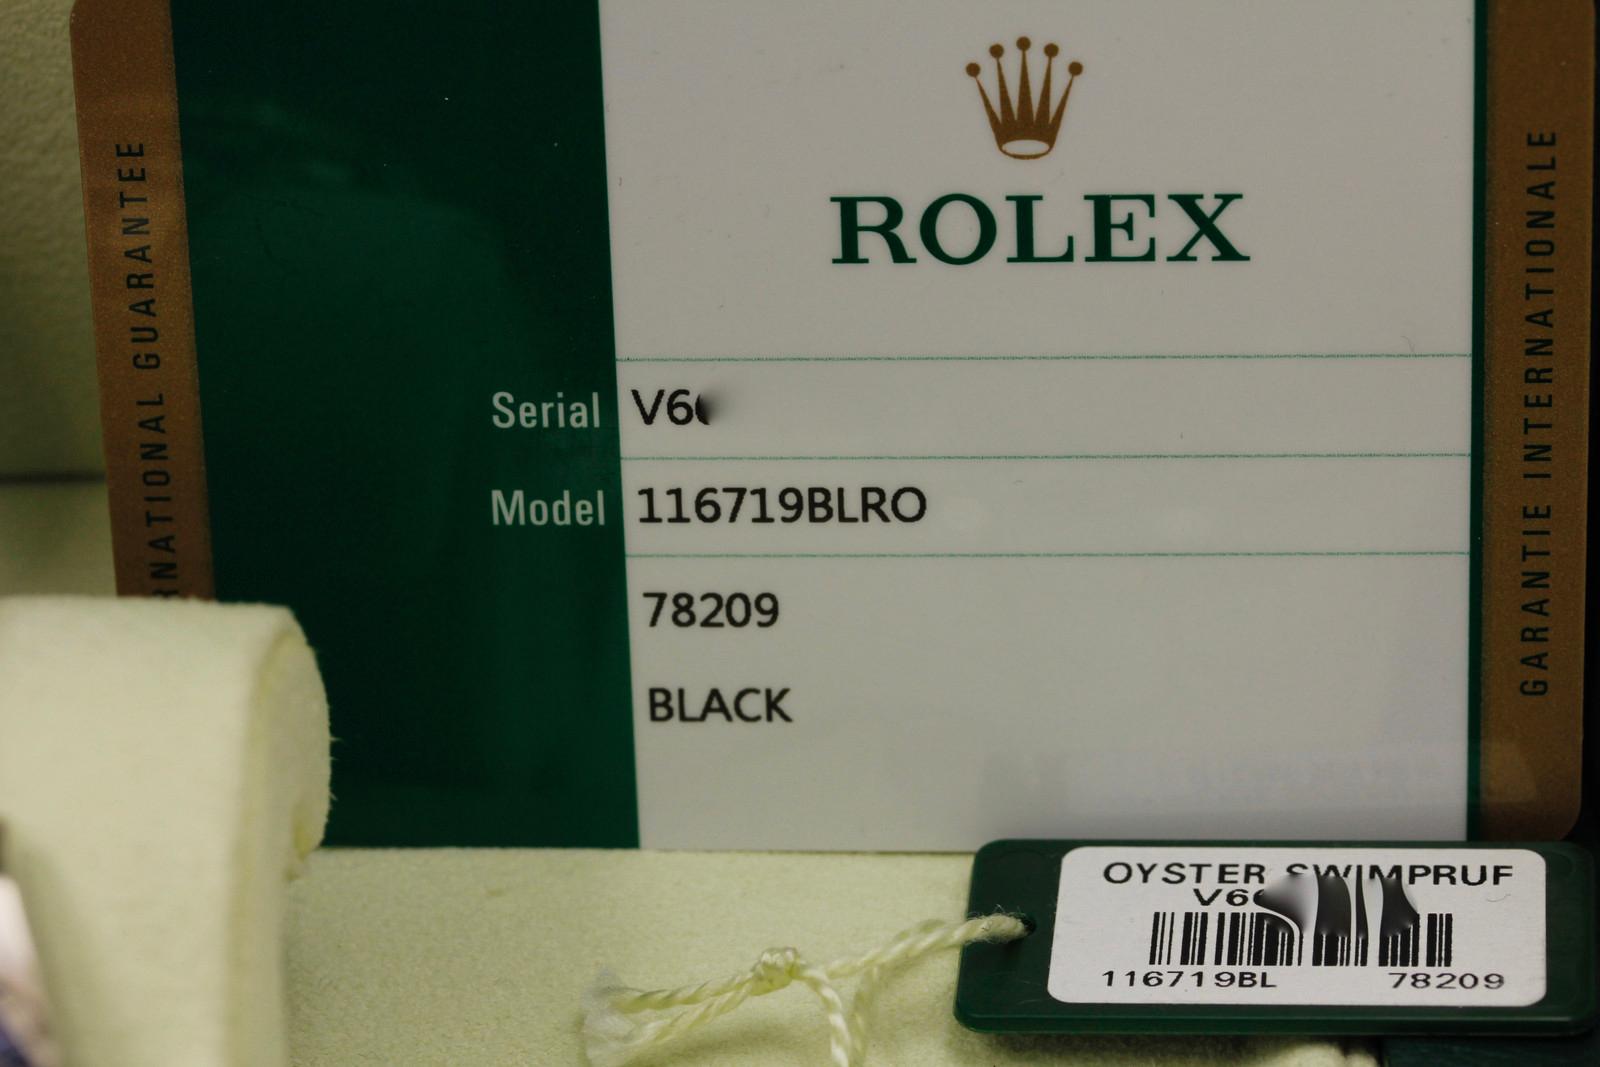 INTERNATIONAL GUARANTEE
ROLEX
Serial V6
Model 116719BLRO
78209
BLACK
GARANTIE INTERNATIONALE
OYSTER SWIMPRUF
V6
116719BL 78209